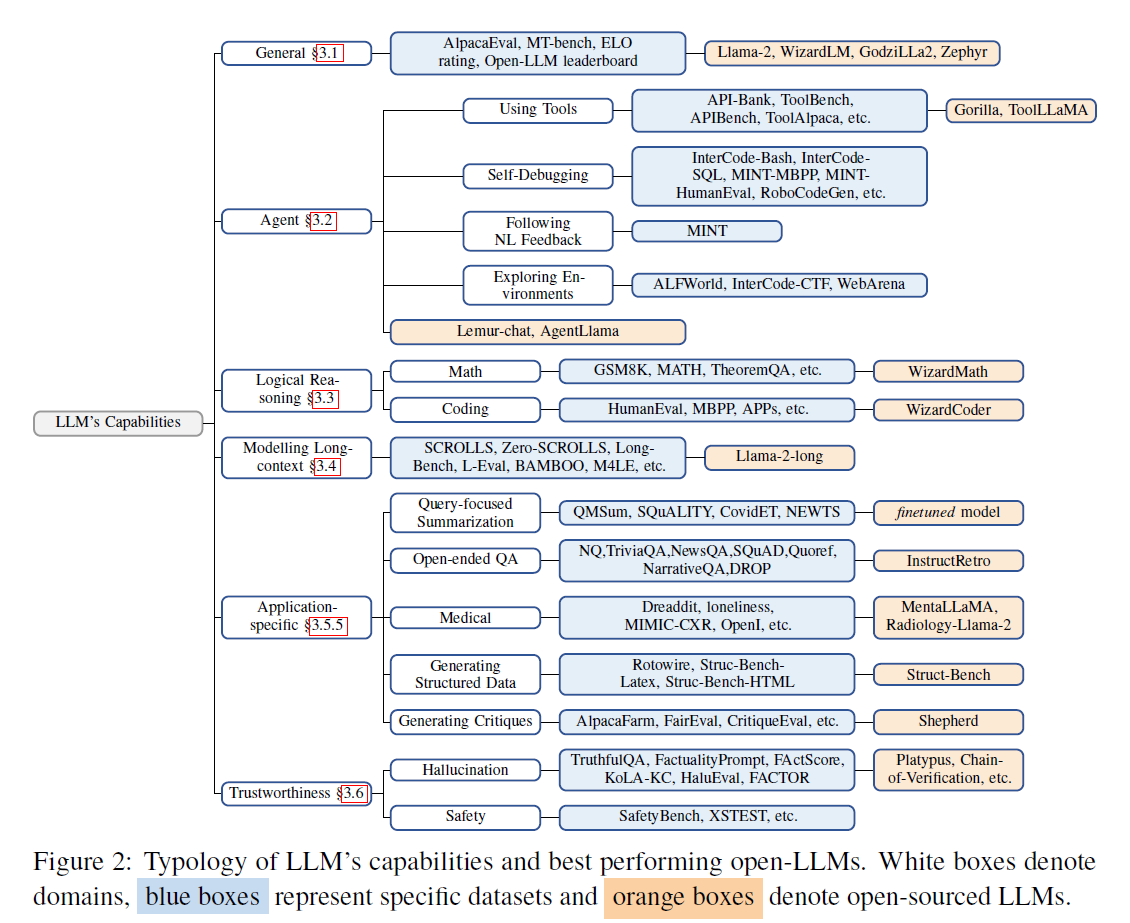 General §3.1
AlpacaEval, MT-bench, ELO
rating, Open-LLM leaderboard
Llama-2, WizardLM, GodziLLa2, Zephyr
Agent §3.2
Using Tools
API-Bank, ToolBench,
APIBench, ToolAlpaca, etc.
Gorilla, ToolLLaMA
Self-Debugging
InterCode-Bash, InterCode-
SQL, MINT-MBPP, MINT-
HumanEval, RoboCodeGen, etc.
Following
NL Feedback
MINT
Exploring En-
vironments
ALFWorld, InterCode-CTF, WebArena
Lemur-chat, AgentLlama
LLM’s Capabilities
Logical Rea-
soning §3.3
Math
GSM8K, MATH, TheoremQA, etc.
WizardMath
Coding
HumanEval, MBPP, APPs, etc.
WizardCoder
Modelling Long-
context §3.4
SCROLLS, Zero-SCROLLS, Long-
Bench, L-Eval, BAMBOO, M4LE, etc.
Llama-2-long
Application-
specific §3.5.5
Query-focused
Summarization
QMSum, SQuALITY, CovidET, NEWTS
finetuned model
Open-ended QA
NQ,TriviaQA,NewsQA,SQuAD,Quoref,
NarrativeQA,DROP
InstructRetro
Medical
Dreaddit, loneliness,
MIMIC-CXR, OpenI, etc.
MentaLLaMA,
Radiology-Llama-2
Generating
Structured Data
Rotowire, Struc-Bench-
Latex, Struc-Bench-HTML
Struct-Bench
Generating Critiques
AlpacaFarm, FairEval, CritiqueEval, etc.
Shepherd
Trustworthiness §3.6
Hallucination
TruthfulQA, FactualityPrompt, FActScore,
KoLA-KC, HaluEval, FACTOR
Platypus, Chain-
of-Verification, etc.
Safety
SafetyBench, XSTEST, etc.
Figure 2: Typology of LLM’s capabilities and best performing open-LLMs. White boxes denote
domains, blue boxes represent specific datasets and orange boxes denote open-sourced LLMs.